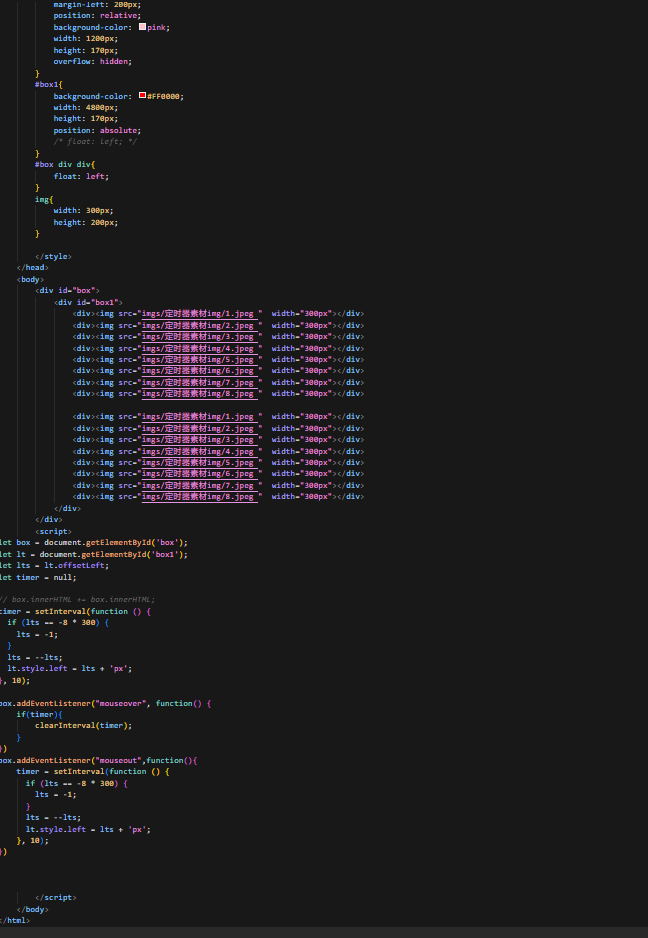 margin-left: 200px;
position: relative;
background-color: pink;
width: 1200px;
height: 170px;
overflow: hidden;
}
#box1{
background-color: #FF0000;
width: 4800px;
height: 170px;
position: absolute;
/* float: left; */
}
#box div div{
float: left;
}
img{
width: 300px;
height: 200px;
}
</style>
</head>
<body>
<div id="box">
<div id="box1">
<div><img src="imgs/定时器素材img/1.jpeg " width="300px"></div>
<div><img src="imgs/定时器素材img/2.jpeg " width="300px"></div>
<div><img src="imgs/定时器素材img/3.jpeg " width="300px"></div>
<div><img src="imgs/定时器素材img/4.jpeg " width="300px"></div>
<div><img src="imgs/定时器素材img/5.jpeg " width="300px"></div>
<div><img src="imgs/定时器素材img/6.jpeg " width="300px"></div>
<div><img src="imgs/定时器素材img/7.jpeg " width="300px"></div>
<div><img src="imgs/定时器素材img/8.jpeg " width="300px"></div>
<div><img src="imgs/定时器素材img/1.jpeg " width="300px"></div>
<div><img src="imgs/定时器素材img/2.jpeg " width="300px"></div>
<div><img src="imgs/定时器素材img/3.jpeg " width="300px"></div>
<div><img src="imgs/定时器素材img/4.jpeg " width="300px"></div>
<div><img src="imgs/定时器素材img/5.jpeg " width="300px"></div>
<div><img src="imgs/定时器素材img/6.jpeg " width="300px"></div>
<div><img src="imgs/定时器素材img/7.jpeg " width="300px"></div>
<div><img src="imgs/定时器素材img/8.jpeg " width="300px"></div>
</div>
</div>
<script>
let box = document.getElementById('box');
let lt = document.getElementById('box1');
let lts = lt.offsetLeft;
let timer = null;
// box.innerHTML += box.innerHTML;
timer = setInterval(function () {
if (lts == -8 * 300) {
lts = -1;
}
lts = --lts;
lt.style.left = lts + 'px';
}, 10);
box.addEventListener("mouseover", function() {
if(timer){
clearInterval(timer);
}
})
box.addEventListener("mouseout",function(){
timer = setInterval(function () {
if (lts == -8 * 300) {
lts = -1;
}
lts = --lts;
lt.style.left = lts + 'px';
}, 10);
})
</script>
</body>
</html>